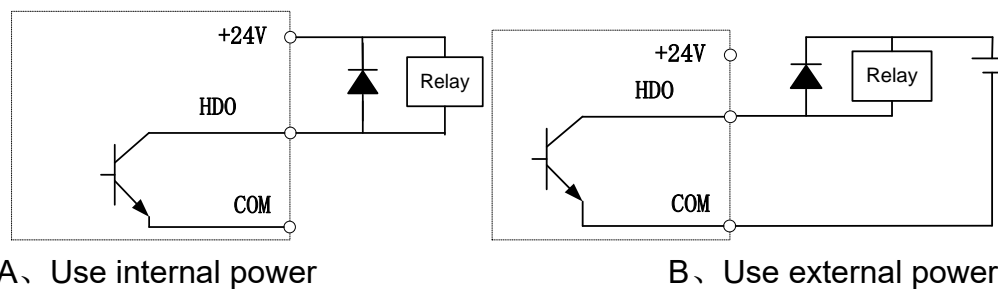 +24V
Relay
HDO
COM
+24V
Relay
HDO
COM
A、Use internal power
B、Use external power